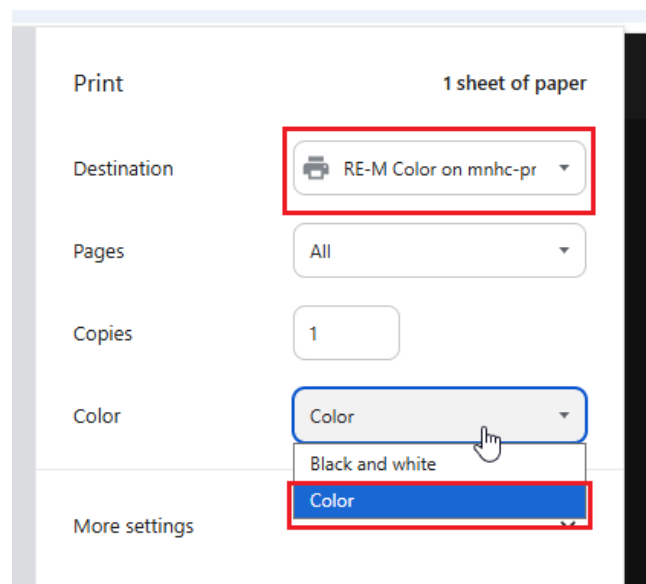 Print
1 sheet of paper
Destination
RE-M Color on mnhc-pr
Pages
All
Copies
1
Color
Color
Black and white
Color
More settings